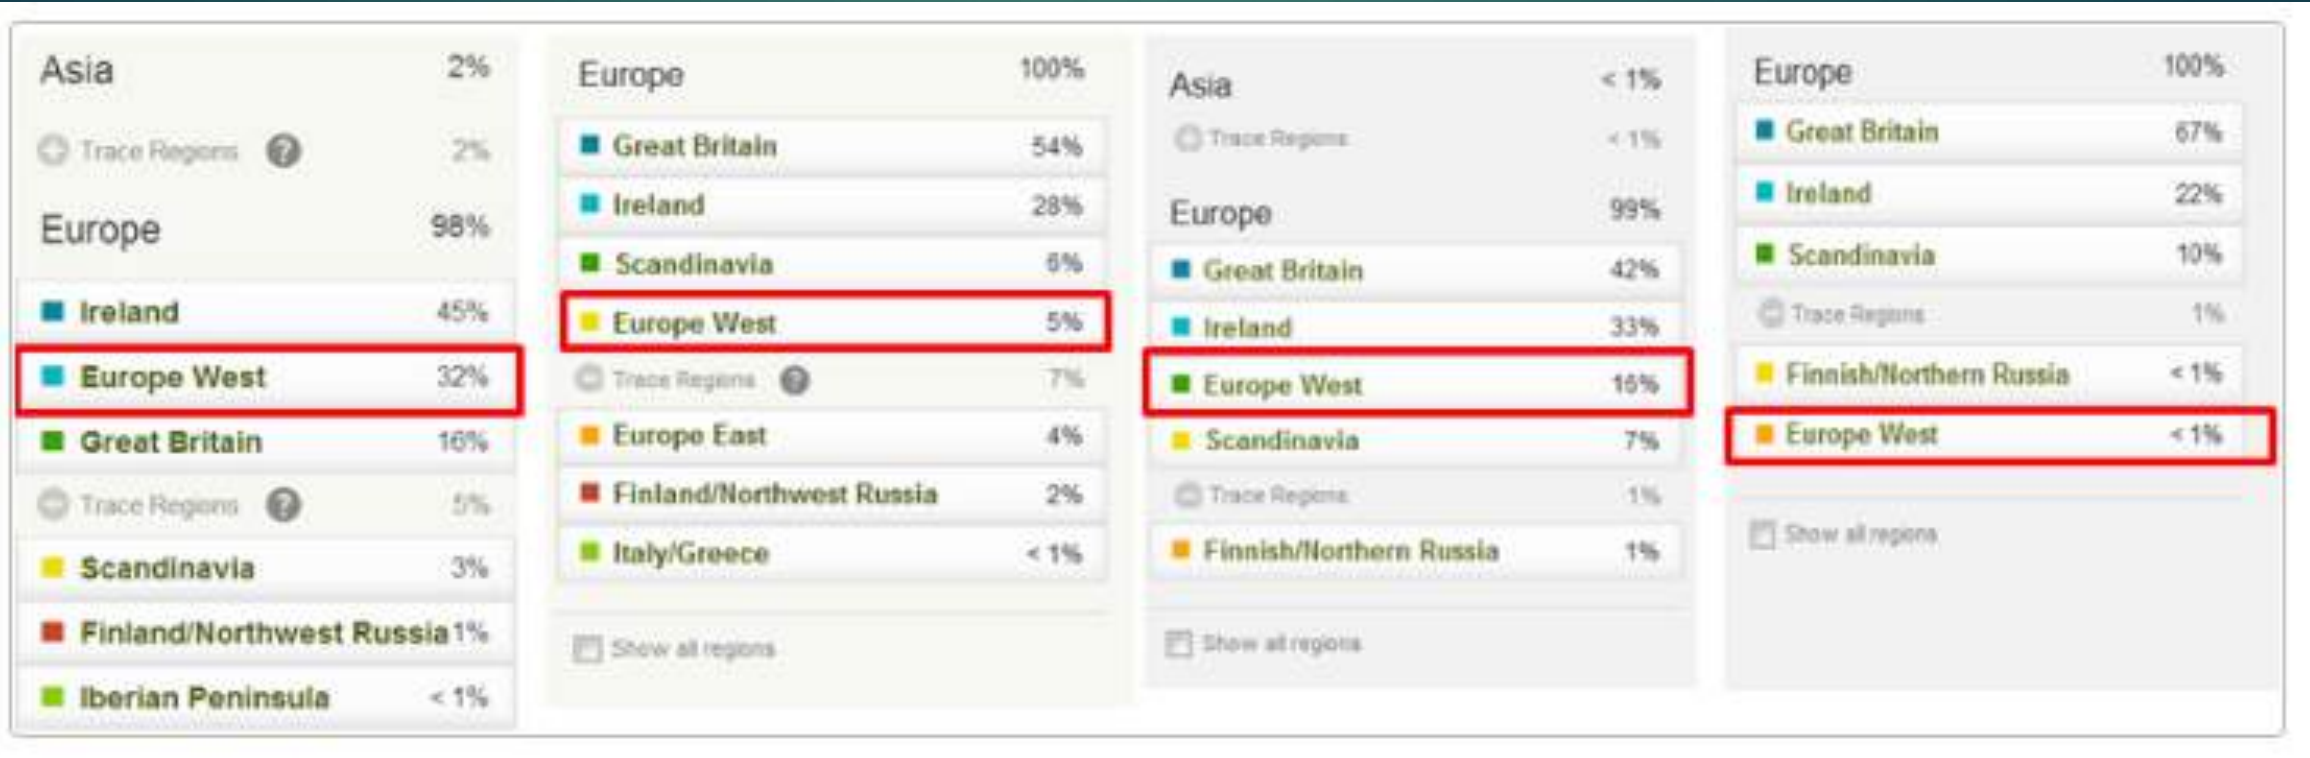 Asia 2%
Trace Regions ? 2%
Europe 98%
Ireland 45%
Europe West 32%
Great Britain 16%
Trace Regions ? 5%
Scandinavia 3%
Finland/Northwest Russia 1%
Iberian Peninsula < 1%
Europe 100%
Great Britain 54%
Ireland 28%
Scandinavia 6%
Europe West 5%
Trace Regions ? 7%
Europe East 4%
Finland/Northwest Russia 2%
Italy/Greece < 1%
Show all regions
Asia < 1%
Trace Regions < 1%
Europe 99%
Great Britain 42%
Ireland 33%
Europe West 16%
Scandinavia 7%
Trace Regions 1%
Finnish/Northern Russia 1%
Show all regions
Europe 100%
Great Britain 67%
Ireland 22%
Scandinavia 10%
Trace Regions 1%
Finnish/Northern Russia < 1%
Europe West < 1%
Show all regions